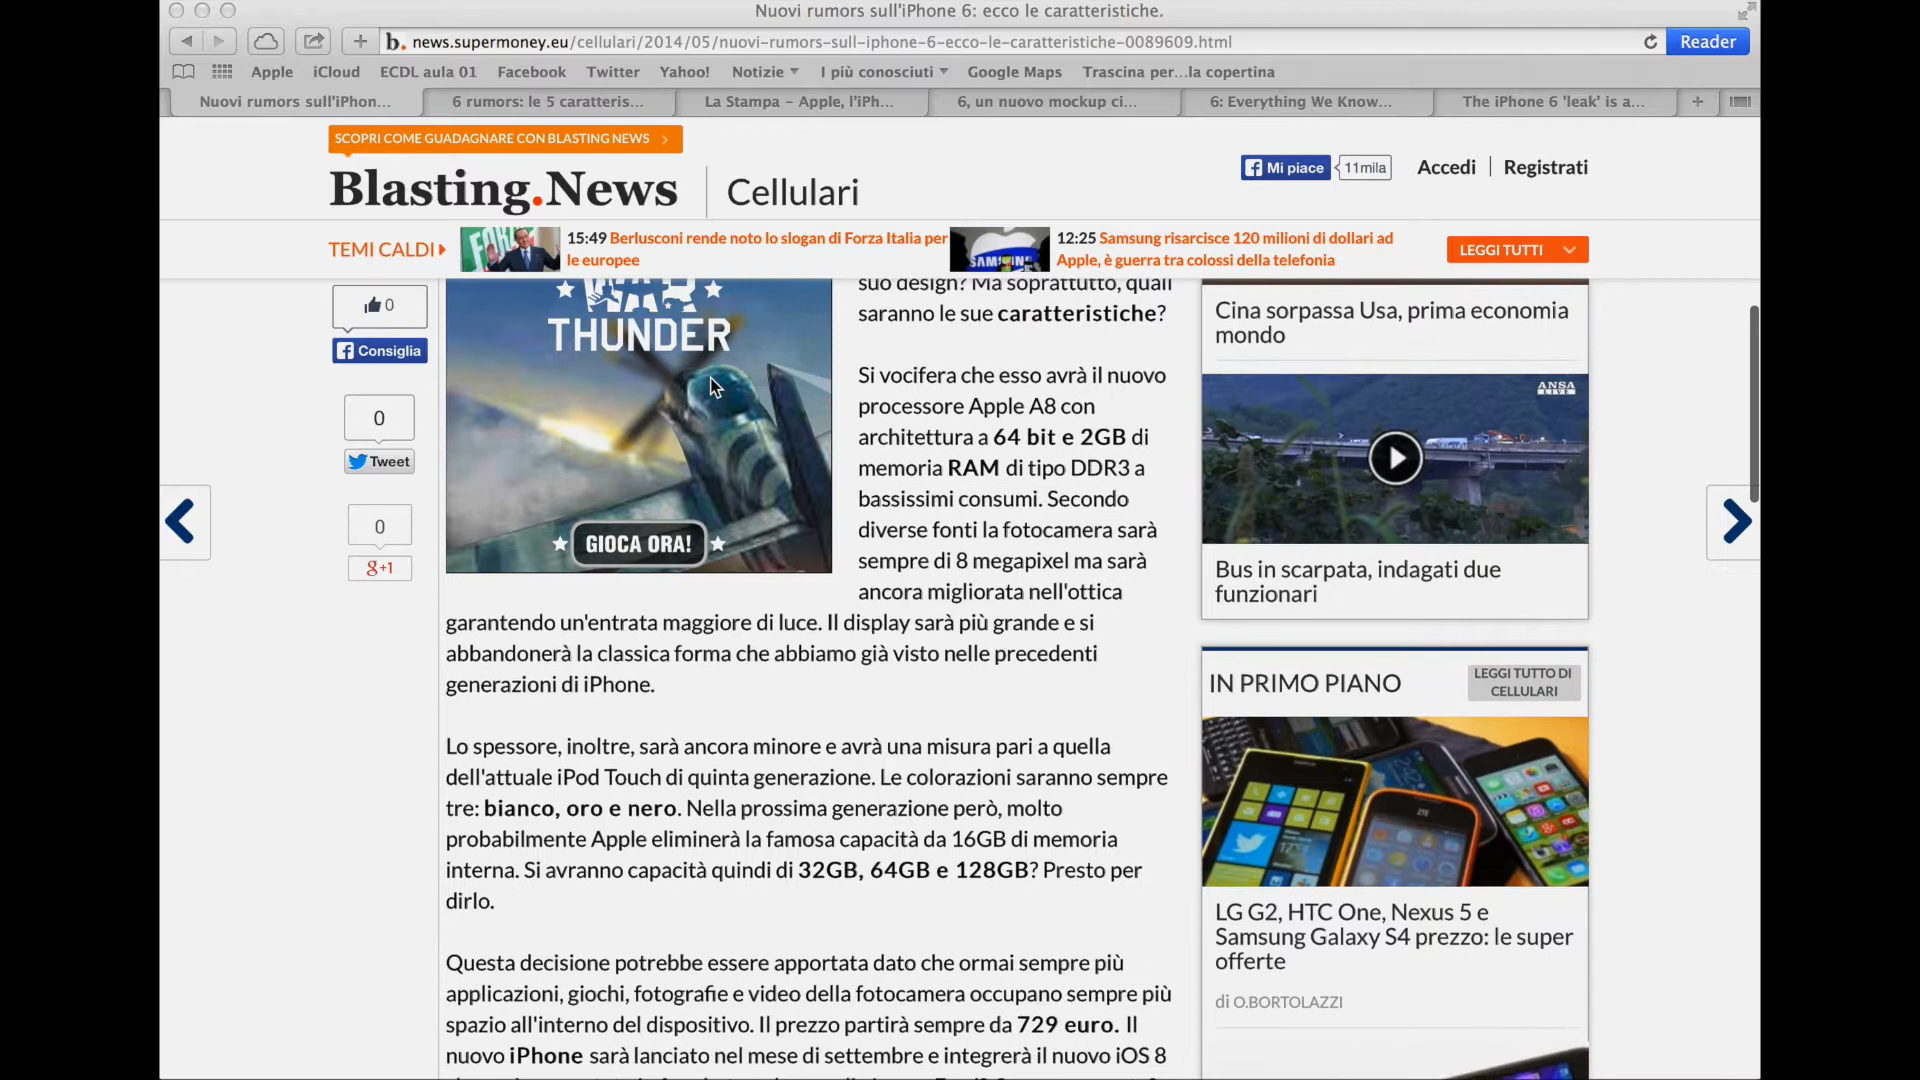 Nuovi rumors sull'iPhone 6: ecco le caratteristiche.
b. news.supermoney.eu/cellulari/2014/05/nuovi-rumors-sull-iphone-6-ecco-le-caratteristiche-0089609.html
Reader
Apple iCloud ECDL aula 01 Facebook Twitter Yahoo! Notizie I più conosciuti Google Maps Trascina per...la copertina
Nuovi rumors sull'iPhon... 6 rumors: le 5 caratteris... La Stampa – Apple, l'iPh... 6, un nuovo mockup ci... 6: Everything We Know... The iPhone 6 'leak' is a...
SCOPRI COME GUADAGNARE CON BLASTING NEWS
Blasting.News
Cellulari
Mi piace 11mila
Accedi | Registrati
TEMI CALDI
15:49 Berlusconi rende noto lo slogan di Forza Italia per
le europee
SAMSUNG
12:25 Samsung risarcisce 120 milioni di dollari ad
Apple, è guerra tra colossi della telefonia
LEGGI TUTTI
0
Consiglia
0
Tweet
0
g+1
WAR
THUNDER
GIOCA ORA!
suo design? Ma soprattutto, quali
saranno le sue caratteristiche?
Si vocifera che esso avrà il nuovo
processore Apple A8 con
architettura a 64 bit e 2GB di
memoria RAM di tipo DDR3 a
bassissimi consumi. Secondo
diverse fonti la fotocamera sarà
sempre di 8 megapixel ma sarà
ancora migliorata nell'ottica
garantendo un'entrata maggiore di luce. Il display sarà più grande e si
abbandonerà la classica forma che abbiamo già visto nelle precedenti
generazioni di iPhone.
Lo spessore, inoltre, sarà ancora minore e avrà una misura pari a quella
dell'attuale iPod Touch di quinta generazione. Le colorazioni saranno sempre
tre: bianco, oro e nero. Nella prossima generazione però, molto
probabilmente Apple eliminerà la famosa capacità da 16GB di memoria
interna. Si avranno capacità quindi di 32GB, 64GB e 128GB? Presto per
dirlo.
Questa decisione potrebbe essere apportata dato che ormai sempre più
applicazioni, giochi, fotografie e video della fotocamera occupano sempre più
spazio all'interno del dispositivo. Il prezzo partirà sempre da 729 euro. Il
nuovo iPhone sarà lanciato nel mese di settembre e integrerà il nuovo iOS 8
Cina sorpassa Usa, prima economia
mondo
ANSA
LIVE
Bus in scarpata, indagati due
funzionari
IN PRIMO PIANO
LEGGI TUTTO DI
CELLULARI
LG G2, HTC One, Nexus 5 e
Samsung Galaxy S4 prezzo: le super
offerte
di O.BORTOLAZZI